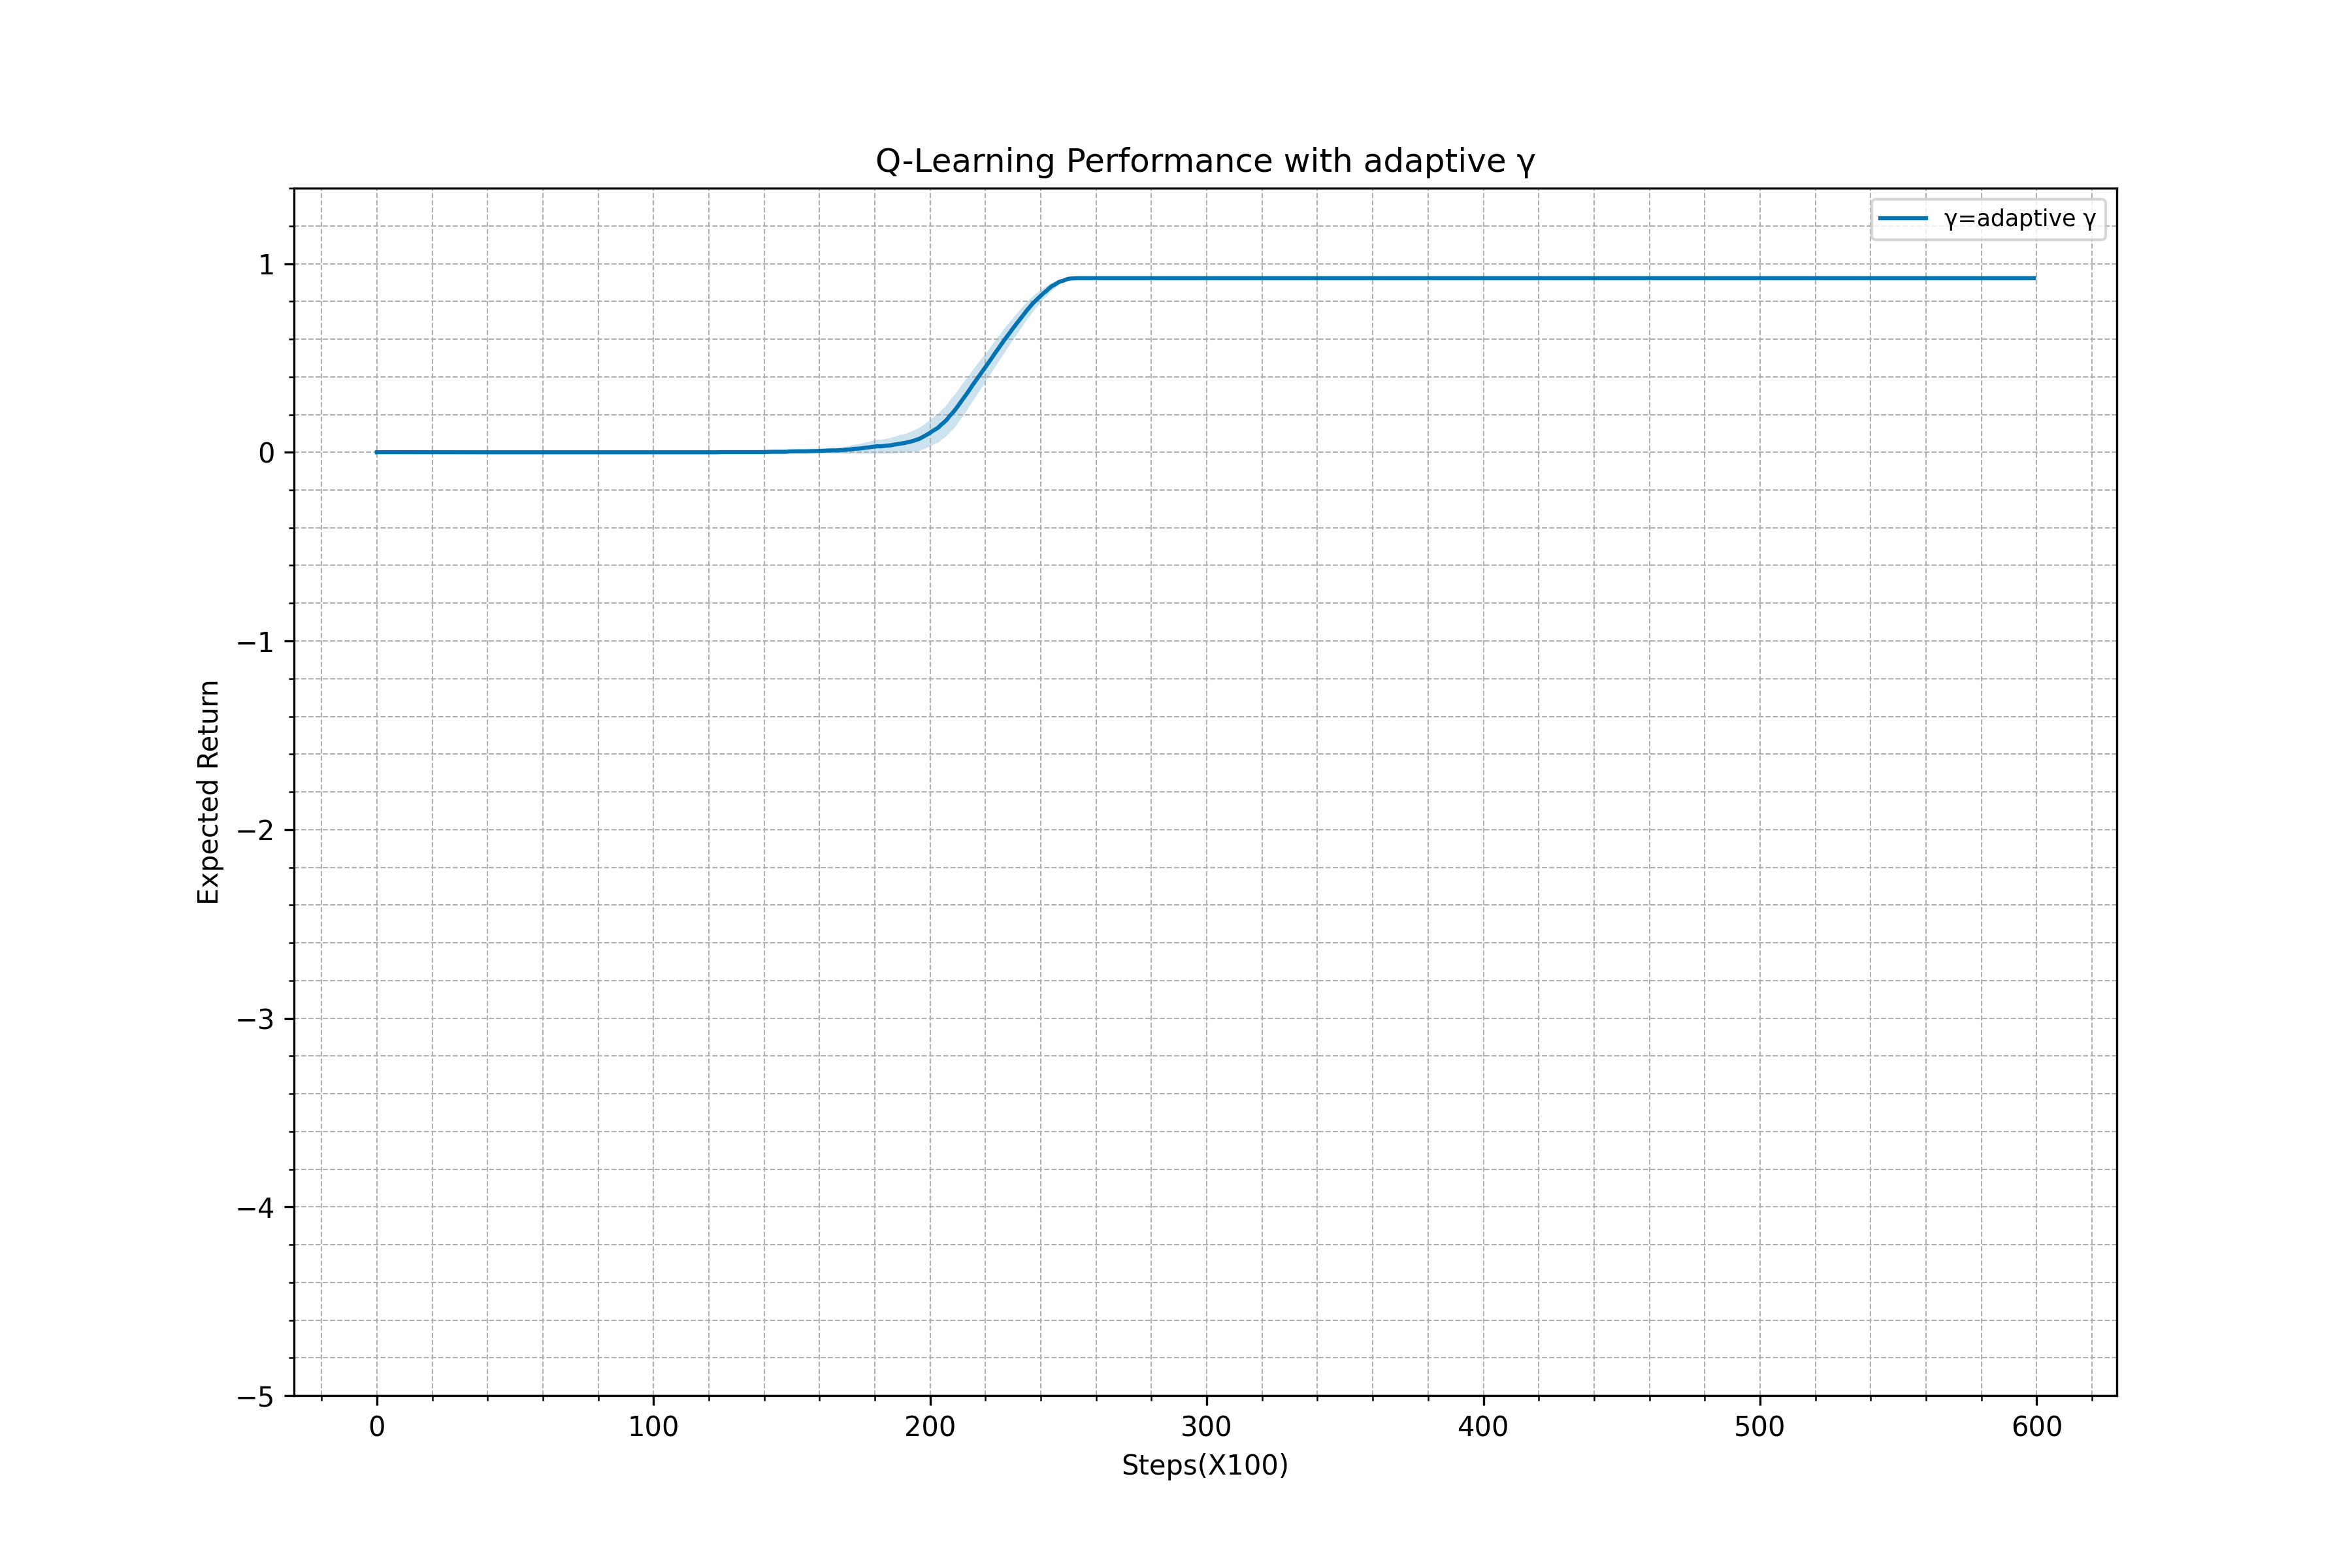 Q-Learning Performance with adaptive γ
γ=adaptive γ
1
0
−1
−2
−3
−4
−5
Expected Return
0 100 200 300 400 500 600
Steps(X100)